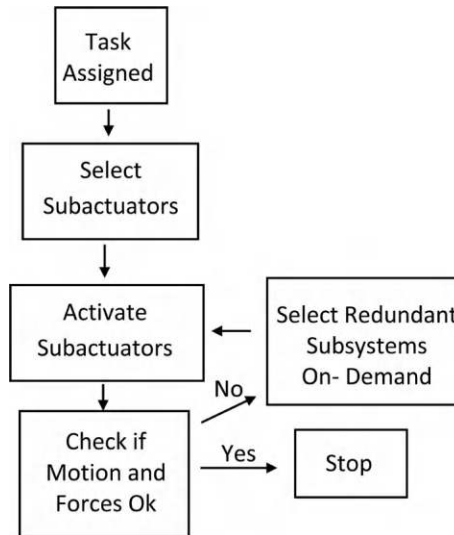 Task
Assigned
Select
Subactuators
Activate
Subactuators
Select Redundant
Subsystems
On- Demand
No
Check if
Motion and
Forces Ok
Yes
Stop